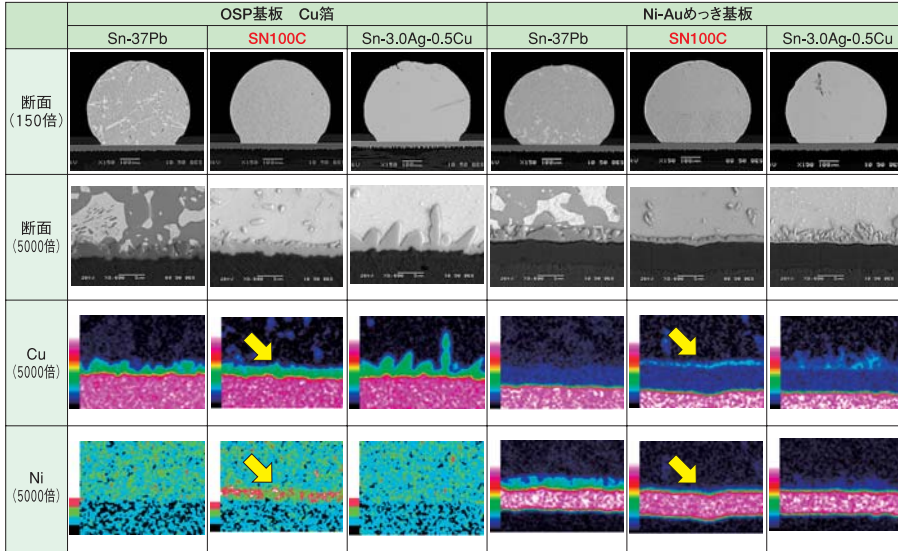 OSP基板　Cu箔
Ni-Auめっき基板
Sn-37Pb
SN100C
Sn-3.0Ag-0.5Cu
Sn-37Pb
SN100C
Sn-3.0Ag-0.5Cu
断面
（150倍）
断面
（5000倍）
Cu
（5000倍）
Ni
（5000倍）